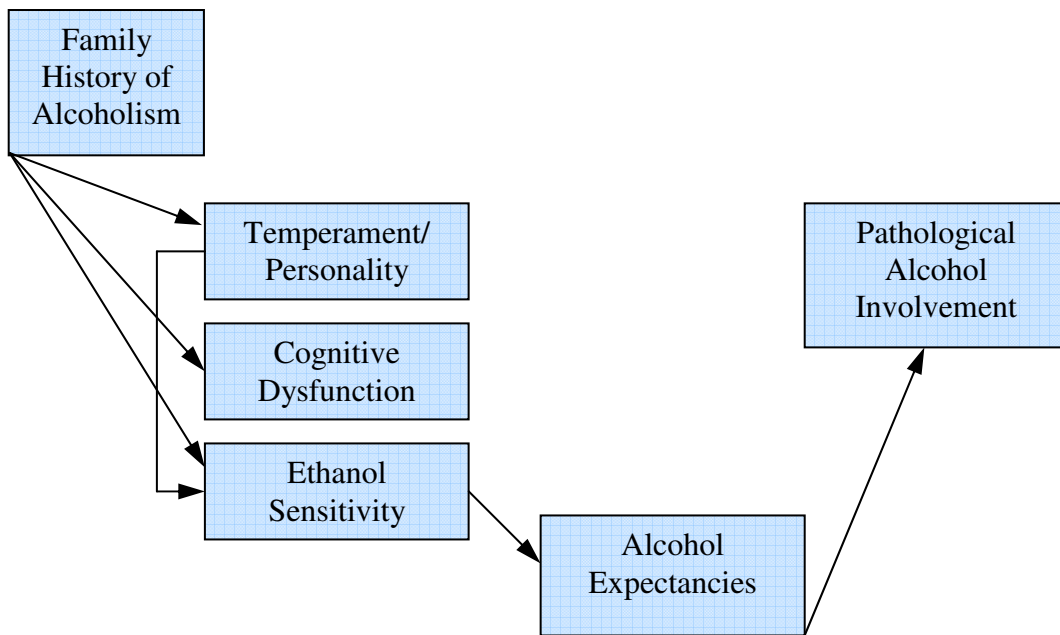 Family
History of
Alcoholism
Temperament/
Personality
Pathological
Alcohol
Involvement
Cognitive
Dysfunction
Ethanol
Sensitivity
Alcohol
Expectancies